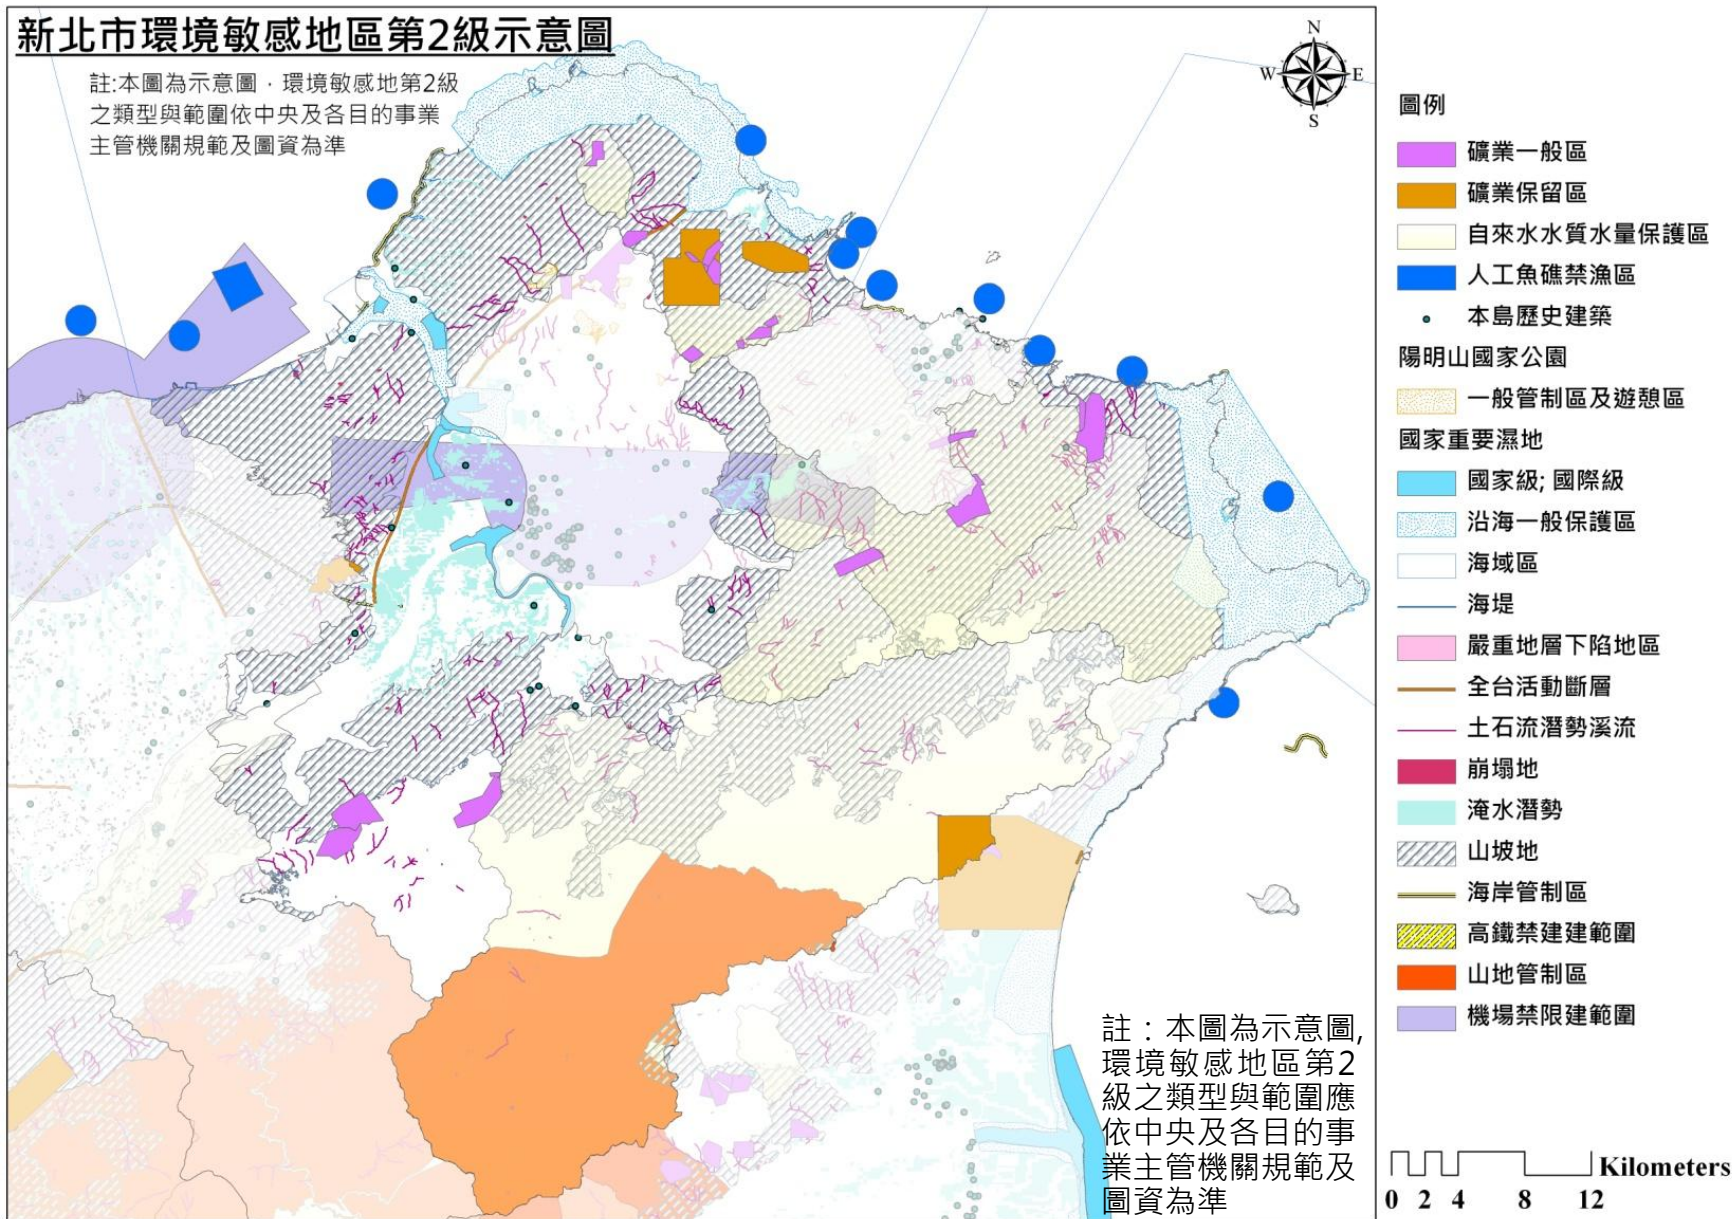 新北市環境敏感地區第2級示意圖
註:本圖為示意圖，環境敏感地第2級
之類型與範圍依中央及各目的事業
主管機關規範及圖資為準
N
W
E
S
圖例
礦業一般區
礦業保留區
自來水水質水量保護區
人工魚礁禁漁區
本島歷史建築
陽明山國家公園
一般管制區及遊憩區
國家重要濕地
國家級; 國際級
沿海一般保護區
海域區
海堤
嚴重地層下陷地區
全台活動斷層
土石流潛勢溪流
崩塌地
淹水潛勢
山坡地
海岸管制區
高鐵禁建建範圍
山地管制區
機場禁限建範圍
註：本圖為示意圖,
環境敏感地區第2
級之類型與範圍應
依中央及各目的事
業主管機關規範及
圖資為準
Kilometers
0 2 4 8 12